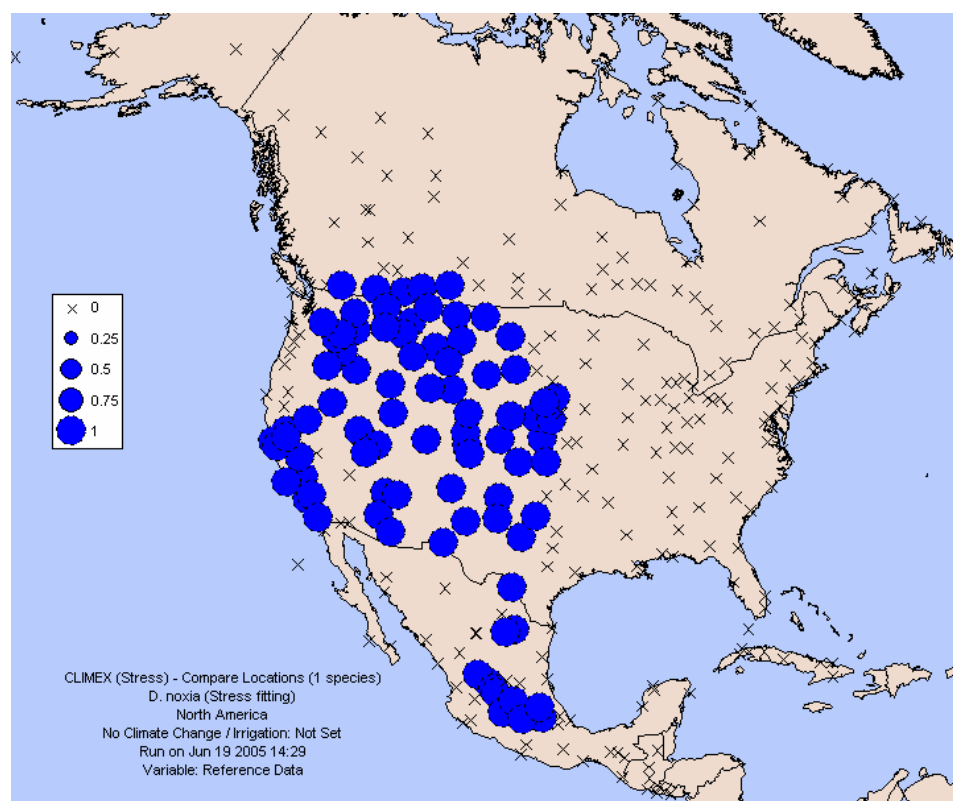 0
0.25
0.5
0.75
1
CLIMEX (Stress) - Compare Locations (1 species)
D. noxia (Stress fitting)
North America
No Climate Change / Irrigation: Not Set
Run on Jun 19 2005 14:29
Variable: Reference Data